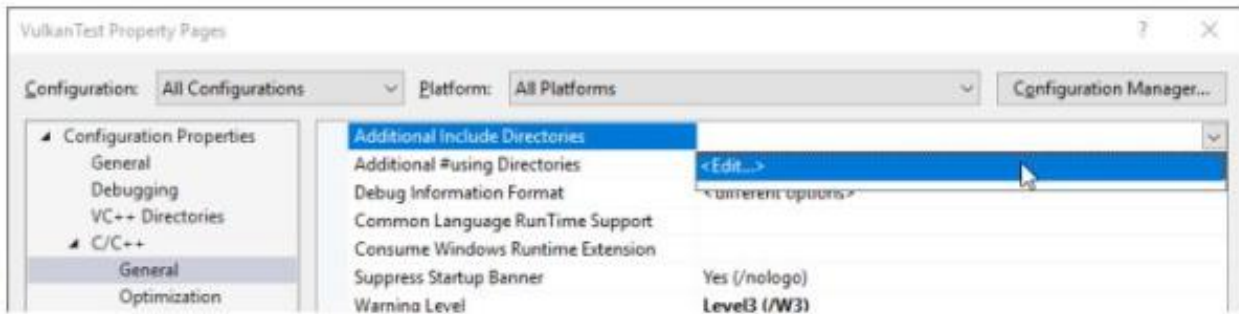 VulkanTest Property Pages ? ×
Configuration: All Configurations Platform: All Platforms Configuration Manager...
Configuration Properties Additional Include Directories
General Additional #using Directories <Edit...>
Debugging Debug Information Format <different options>
VC++ Directories Common Language RunTime Support
C/C++ Consume Windows Runtime Extension
General Suppress Startup Banner Yes (/nologo)
Optimization Warning Level Level3 (/W3)